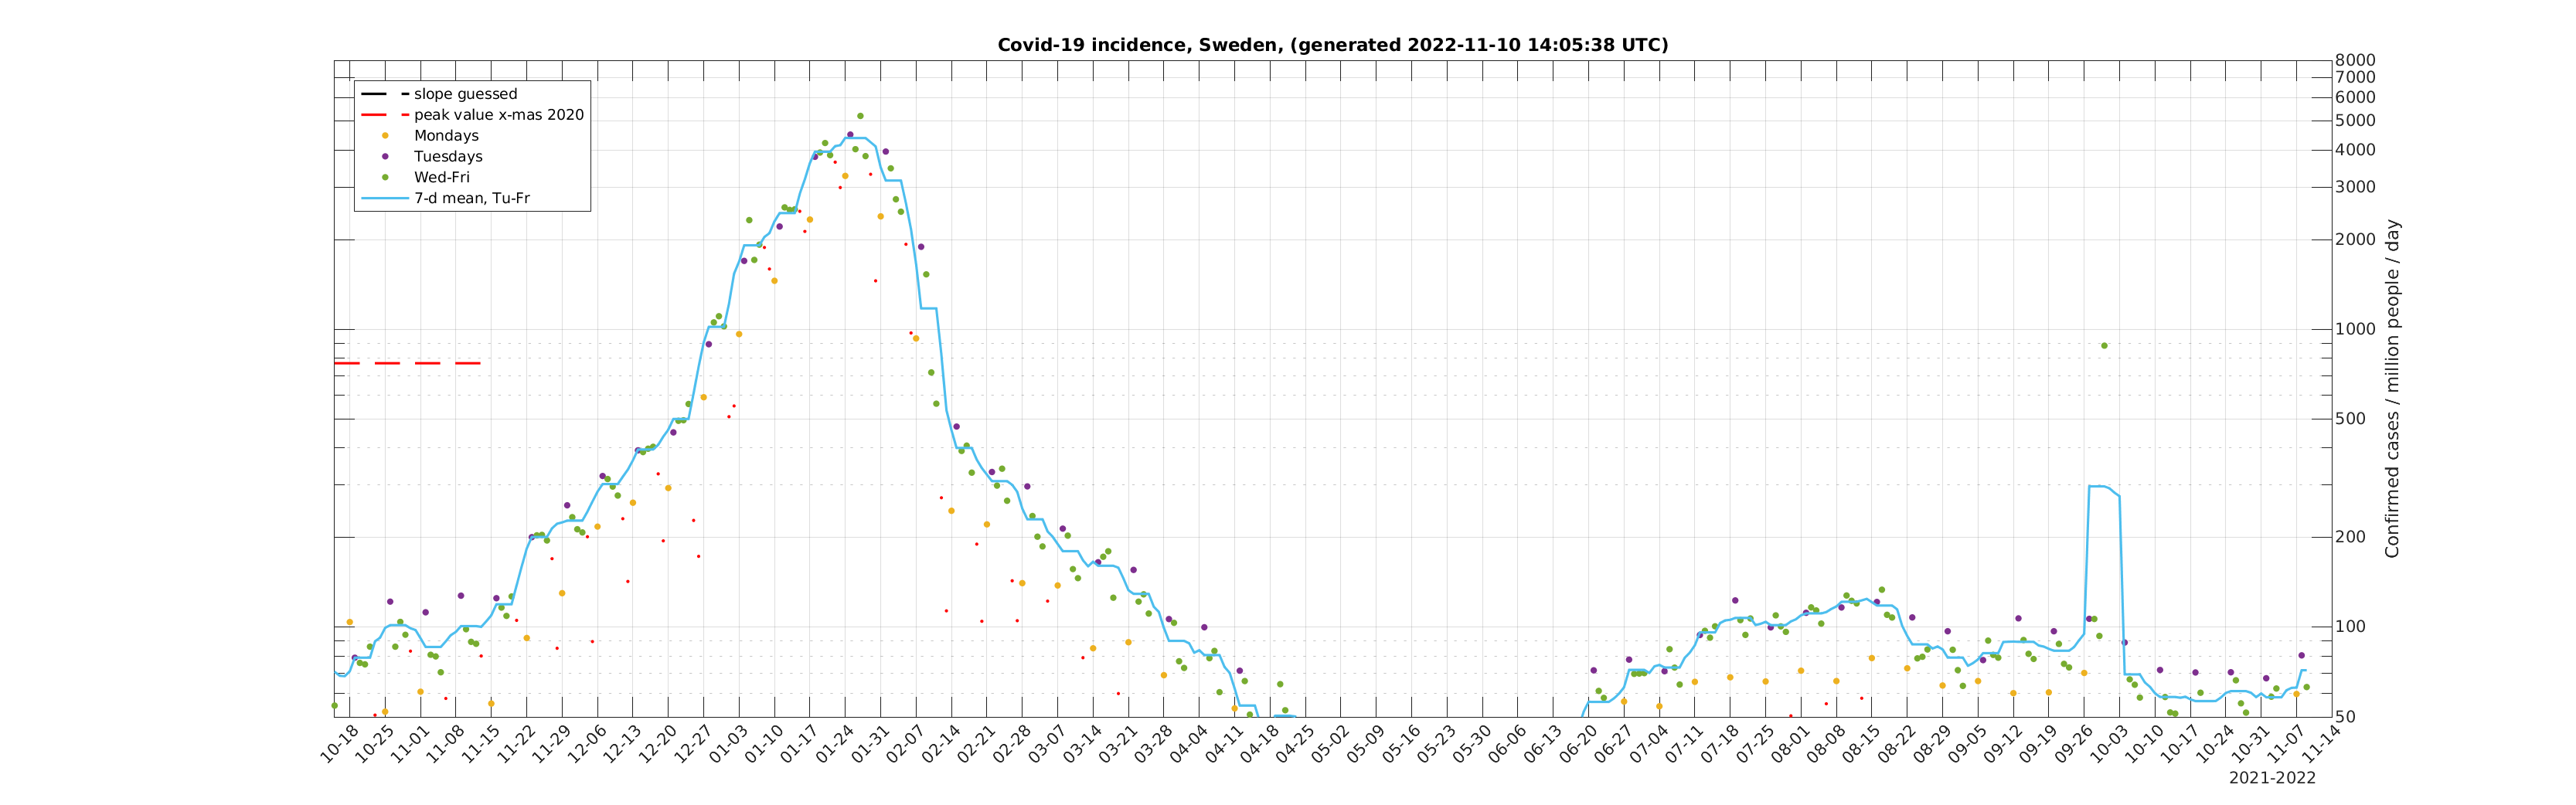 Covid-19 incidence, Sweden, (generated 2022-11-10 14:05:38 UTC)
slope guessed
peak value x-mas 2020
Mondays
Tuesdays
Wed-Fri
7-d mean, Tu-Fr
8000
7000
6000
5000
4000
3000
2000
1000
500
200
100
50
Confirmed cases / million people / day
10-18 10-25 11-01 11-08 11-15 11-22 11-29 12-06 12-13 12-20 12-27 01-03 01-10 01-17 01-24 01-31 02-07 02-14 02-21 02-28 03-07 03-14 03-21 03-28 04-04 04-11 04-18 04-25 05-02 05-09 05-16 05-23 05-30 06-06 06-13 06-20 06-27 07-04 07-11 07-18 07-25 08-01 08-08 08-15 08-22 08-29 09-05 09-12 09-19 09-26 10-03 10-10 10-17 10-24 10-31 11-07 11-14
2021-2022